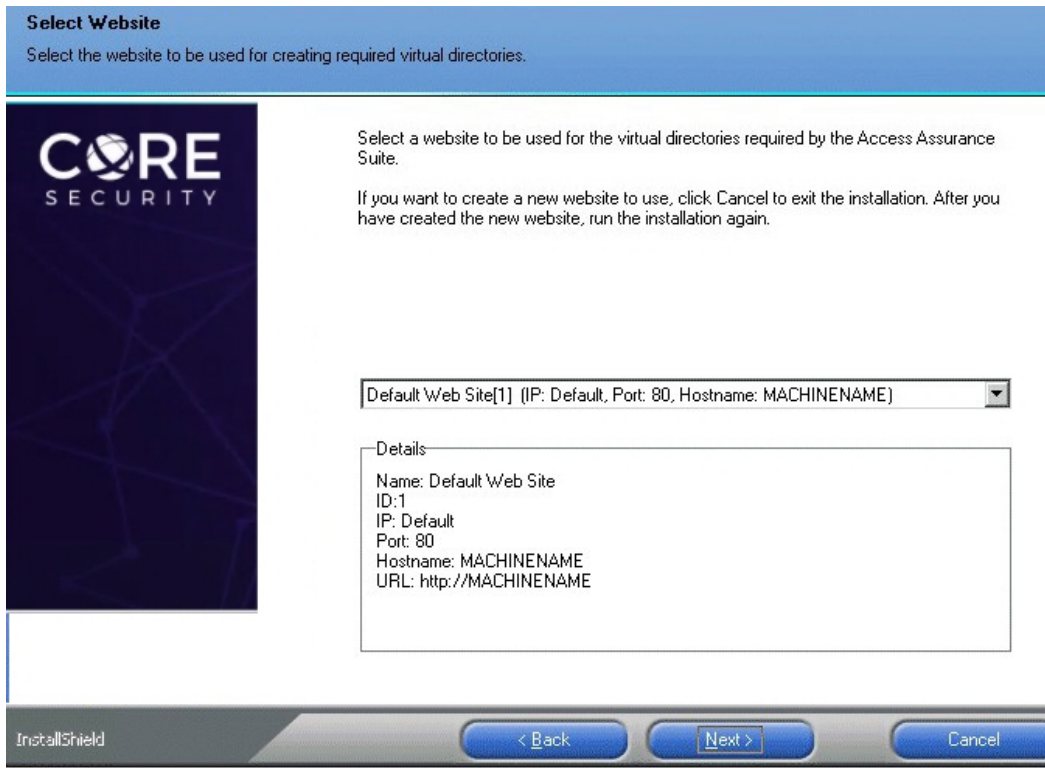 Select Website
Select the website to be used for creating required virtual directories.
CORE
SECURITY
Select a website to be used for the virtual directories required by the Access Assurance
Suite.
If you want to create a new website to use, click Cancel to exit the installation. After you
have created the new website, run the installation again.
Default Web Site[1] (IP: Default, Port: 80, Hostname: MACHINENAME)
Details
Name: Default Web Site
ID:1
IP: Default
Port: 80
Hostname: MACHINENAME
URL: http://MACHINENAME
InstallShield
< Back
Next >
Cancel